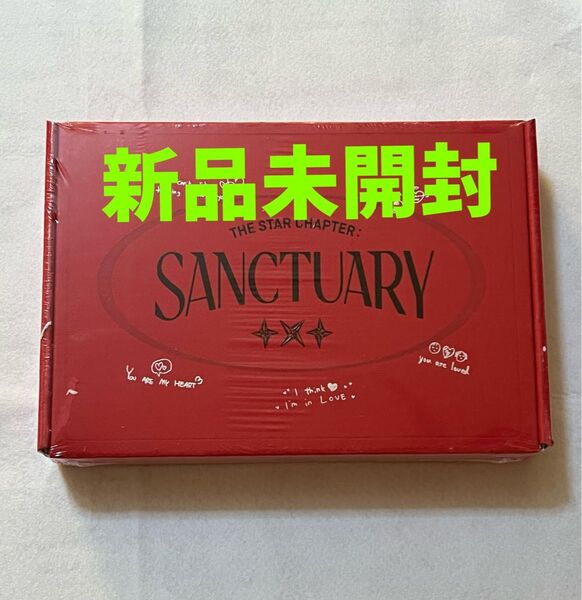 新品未開封
THE STAR CHAPTER:
SANCTUARY
YOU ARE MY HEART
you are loved
I think
I'm in LOVE